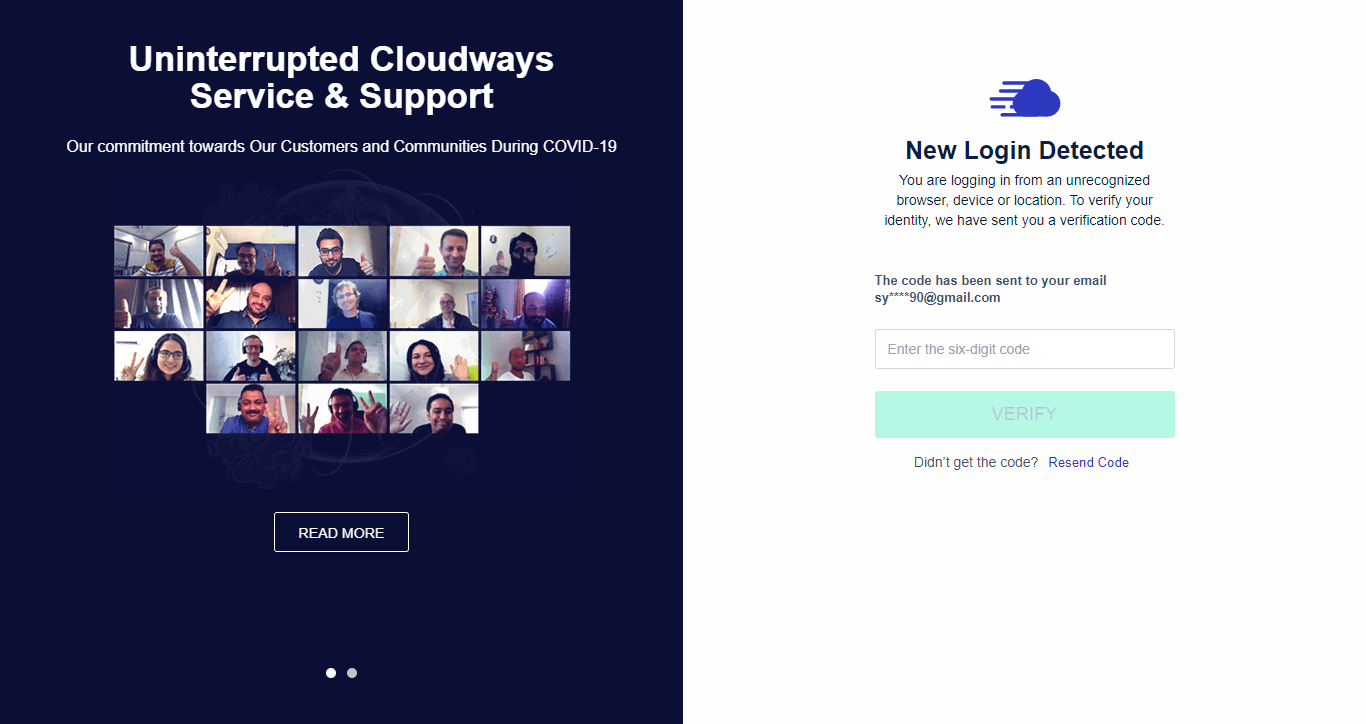 Uninterrupted Cloudways
Service & Support
Our commitment towards Our Customers and Communities During COVID-19
READ MORE
New Login Detected
You are logging in from an unrecognized
browser, device or location. To verify your
identity, we have sent you a verification code.
The code has been sent to your email
sy****90@gmail.com
Enter the six-digit code
VERIFY
Didn’t get the code? Resend Code